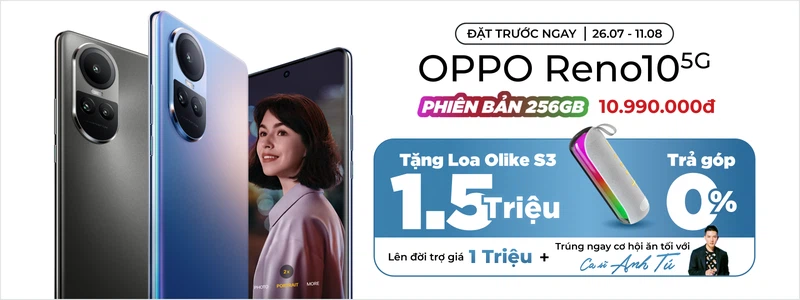 ĐẶT TRƯỚC NGAY | 26.07 - 11.08
OPPO Reno10 5G
PHIÊN BẢN 256GB 10.990.000đ
Tặng Loa Olike S3
1.5 Triệu
Trả góp
0%
Lên đời trợ giá 1 Triệu +
Trúng ngay cơ hội ăn tối với
Ca sĩ Anh Tú
PHOTO
2x
PORTRAIT
MORE